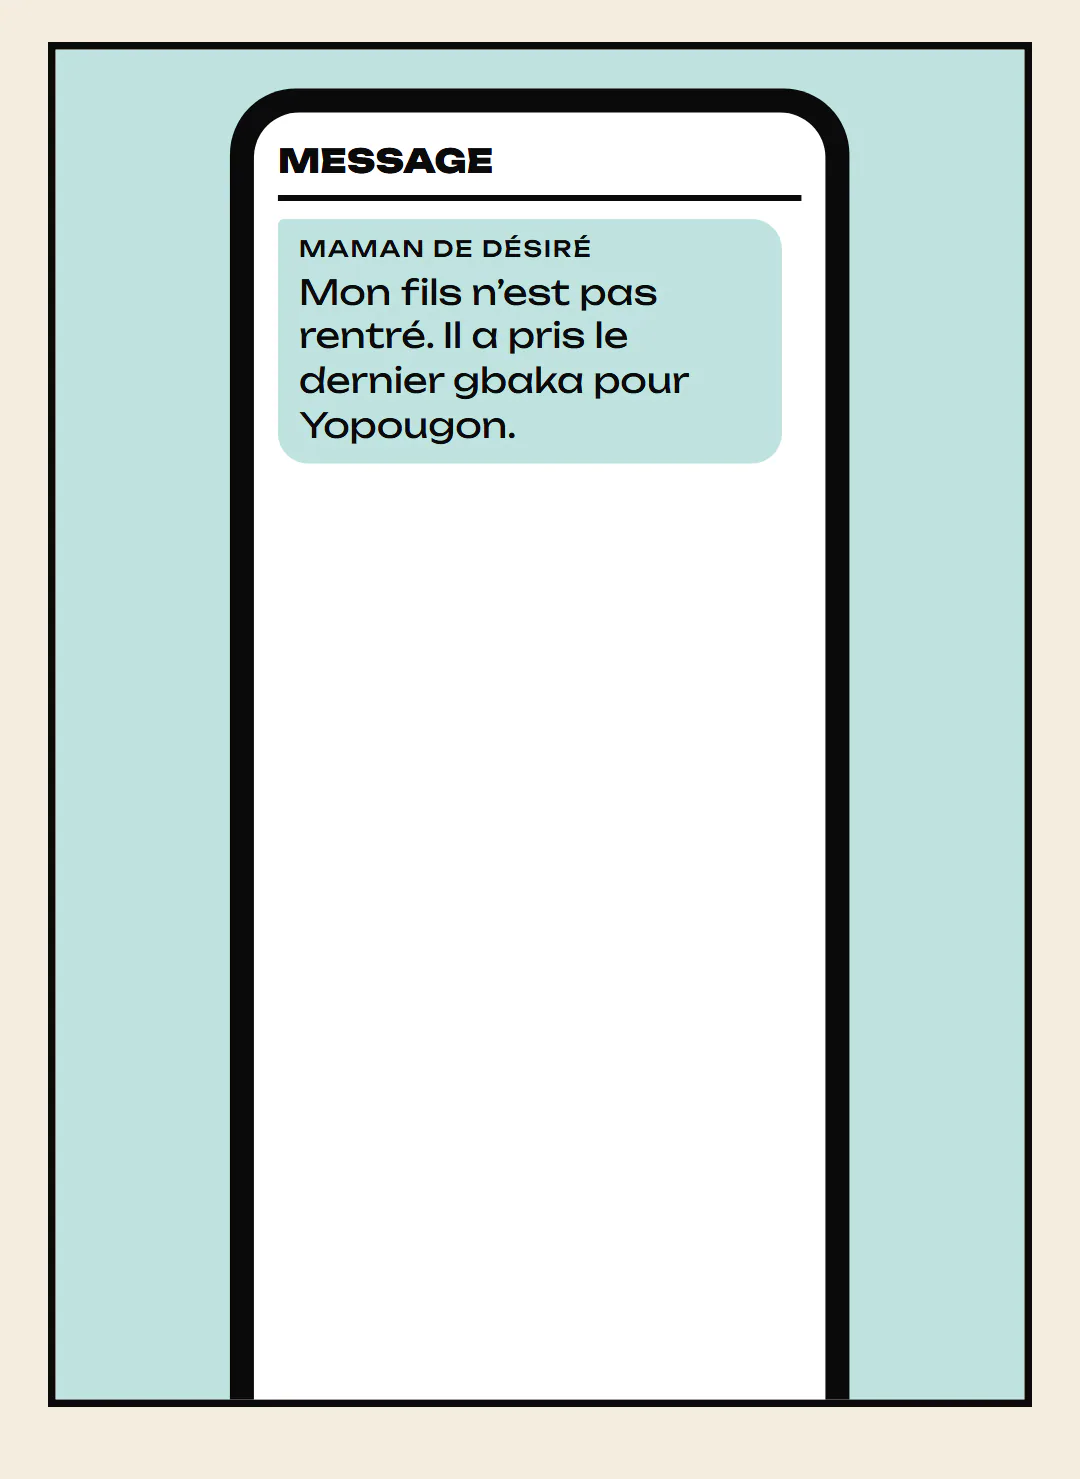 MESSAGE
MAMAN DE DÉSIRÉ
Mon fils n’est pas
rentré. Il a pris le
dernier gbaka pour
Yopougon.